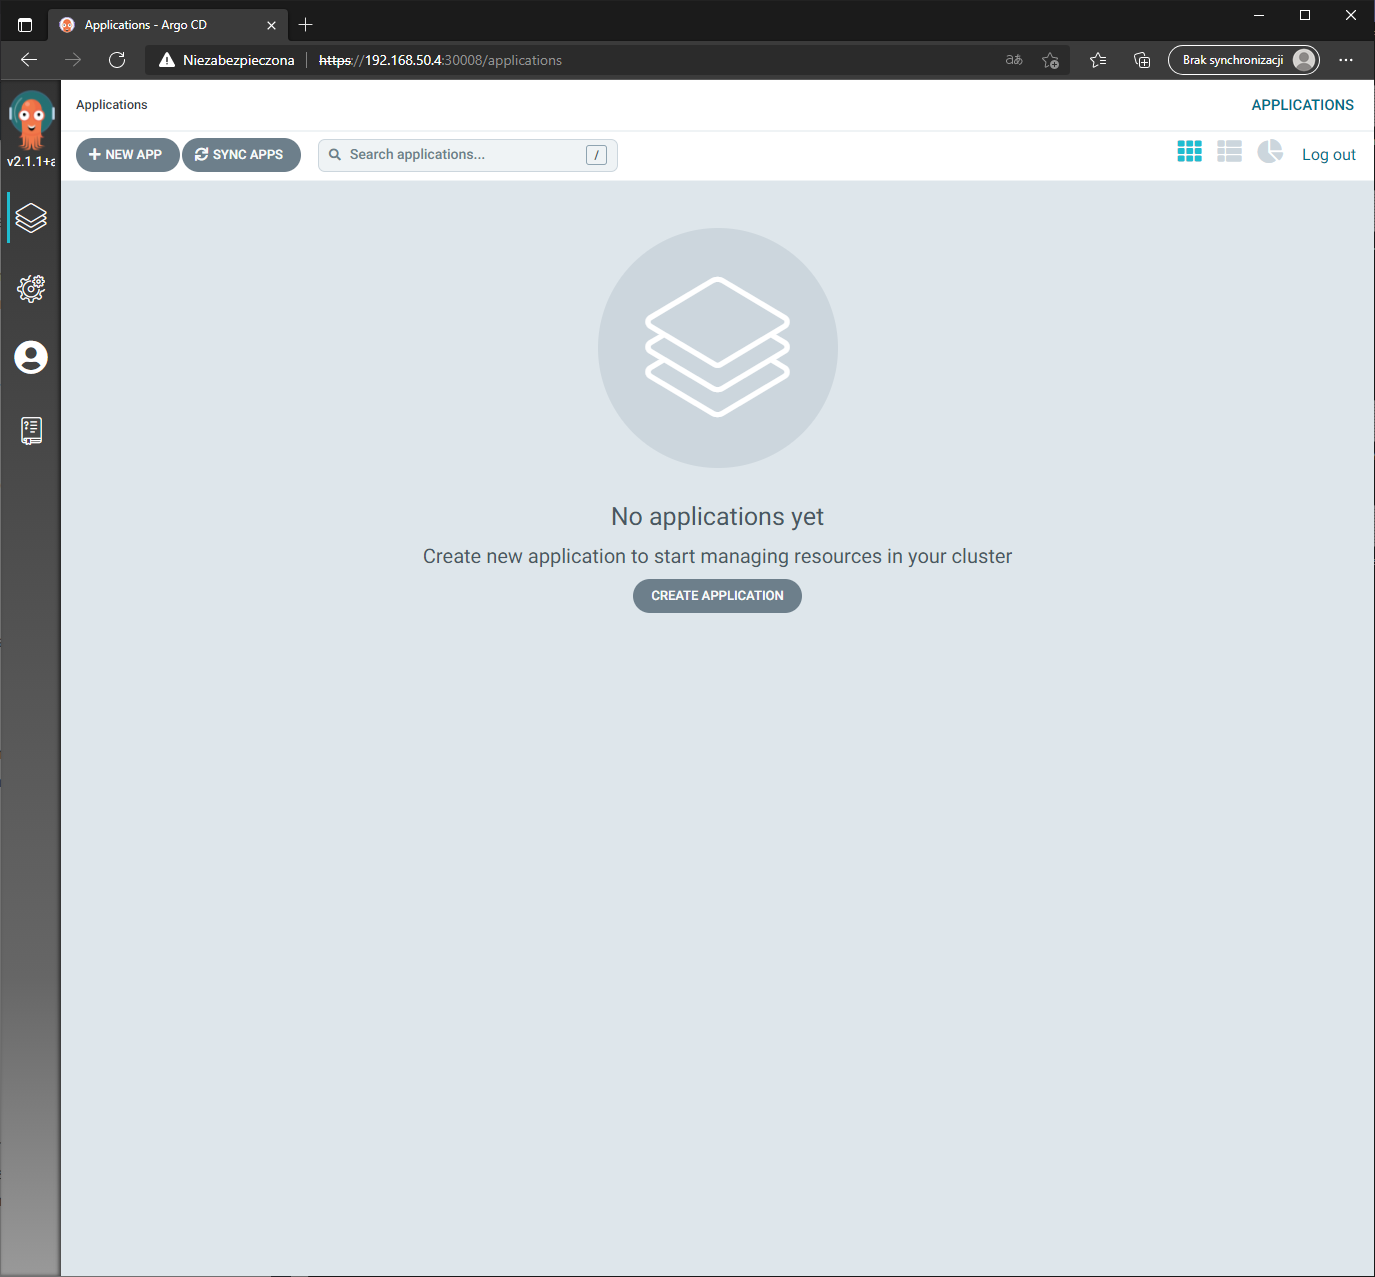 Applications - Argo CD
Niezabezpieczona
https://192.168.50.4:30008/applications
Brak synchronizacji
v2.1.1+a
Applications
APPLICATIONS
NEW APP
SYNC APPS
Search applications...
/
Log out
No applications yet
Create new application to start managing resources in your cluster
CREATE APPLICATION